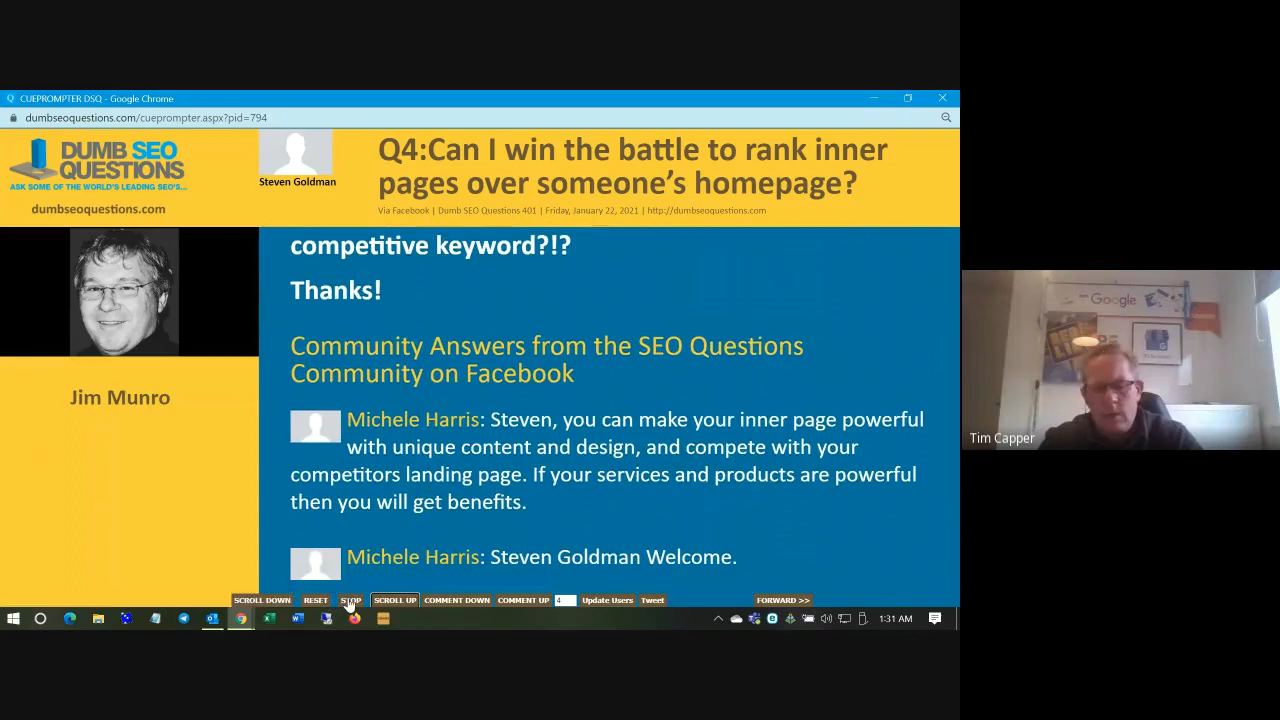 CUEPROMPTER DSQ - Google Chrome
dumbseoquestions.com/cueprompter.aspx?pid=794
DUMB SEO
QUESTIONS
ASK SOME OF THE WORLD'S LEADING SEO'S...
dumbseoquestions.com
Steven Goldman
Q4:Can I win the battle to rank inner
pages over someone's homepage?
Via Facebook | Dumb SEO Questions 401 | Friday, January 22, 2021 | http://dumbseoquestions.com
Jim Munro
competitive keyword?!?
Thanks!
Community Answers from the SEO Questions
Community on Facebook
Michele Harris: Steven, you can make your inner page powerful
with unique content and design, and compete with your
competitors landing page. If your services and products are powerful
then you will get benefits.
Michele Harris: Steven Goldman Welcome.
SCROLL DOWN RESET STOP SCROLL UP COMMENT DOWN COMMENT UP 4 Update Users Tweet FORWARD >>
1:31 AM
Google
Tim Capper